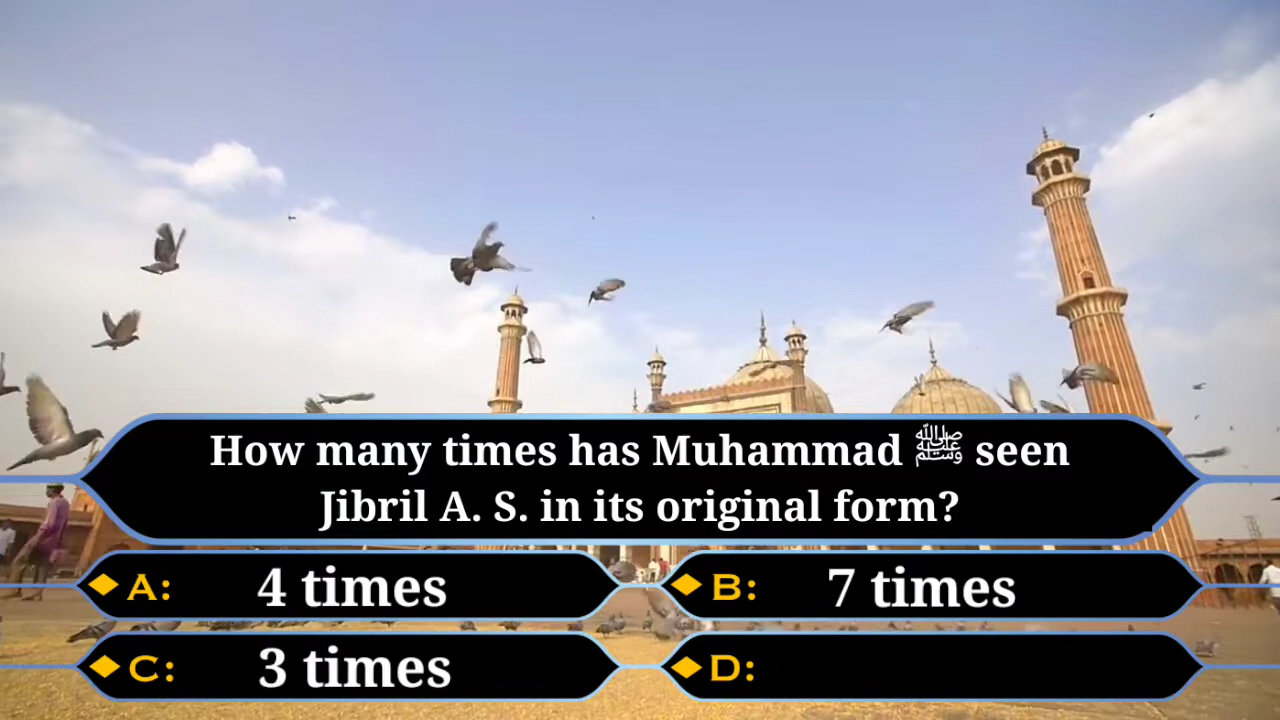 How many times has Muhammad ﷺ seen
Jibril A. S. in its original form?
A: 4 times
B: 7 times
C: 3 times
D: